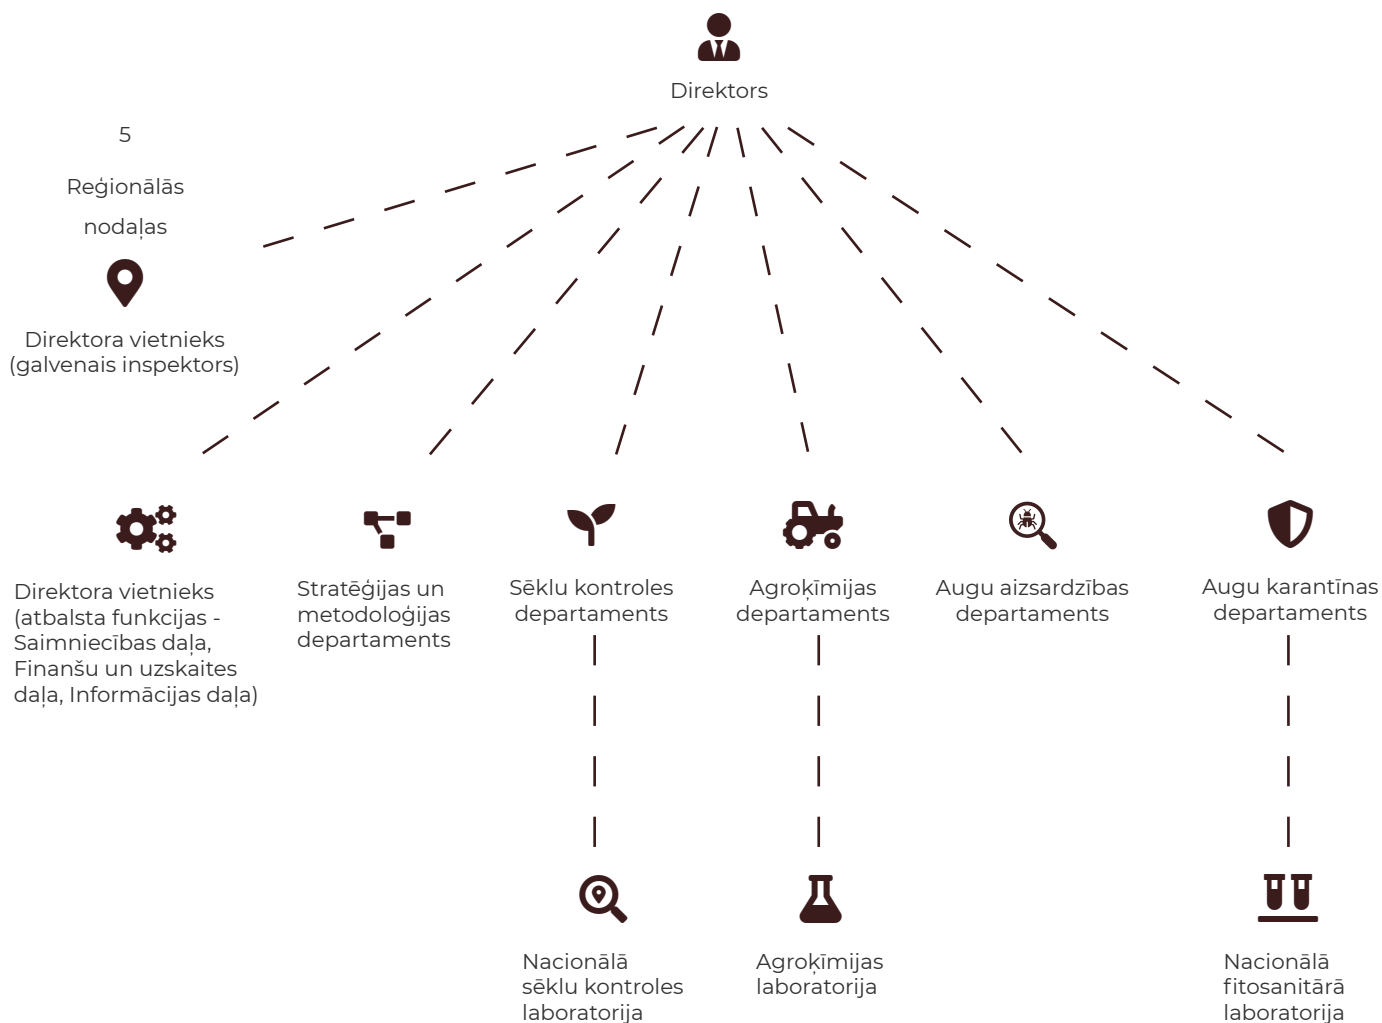 Direktors
5
Reģionālās
nodaļas
Direktora vietnieks
(galvenais inspektors)
Direktora vietnieks
(atbalsta funkcijas -
Saimniecības daļa,
Finanšu un uzskaites
daļa, Informācijas daļa)
Stratēģijas un
metodoloģijas
departaments
Sēklu kontroles
departaments
Agroķīmijas
departaments
Augu aizsardzības
departaments
Augu karantīnas
departaments
Nacionālā
sēklu kontroles
laboratorija
Agroķīmijas
laboratorija
Nacionālā
fitosanitārā
laboratorija